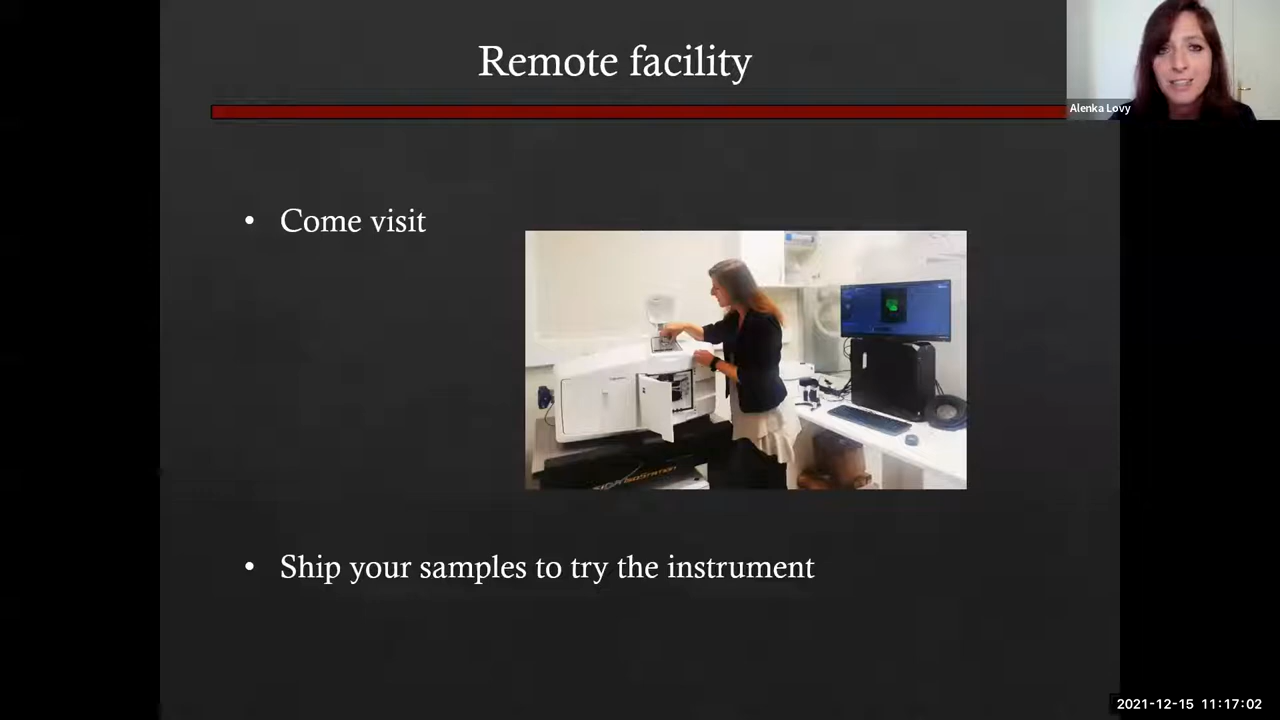 Remote facility
Alenka Lovy
• Come visit
• Ship your samples to try the instrument
2021-12-15 11:17:02